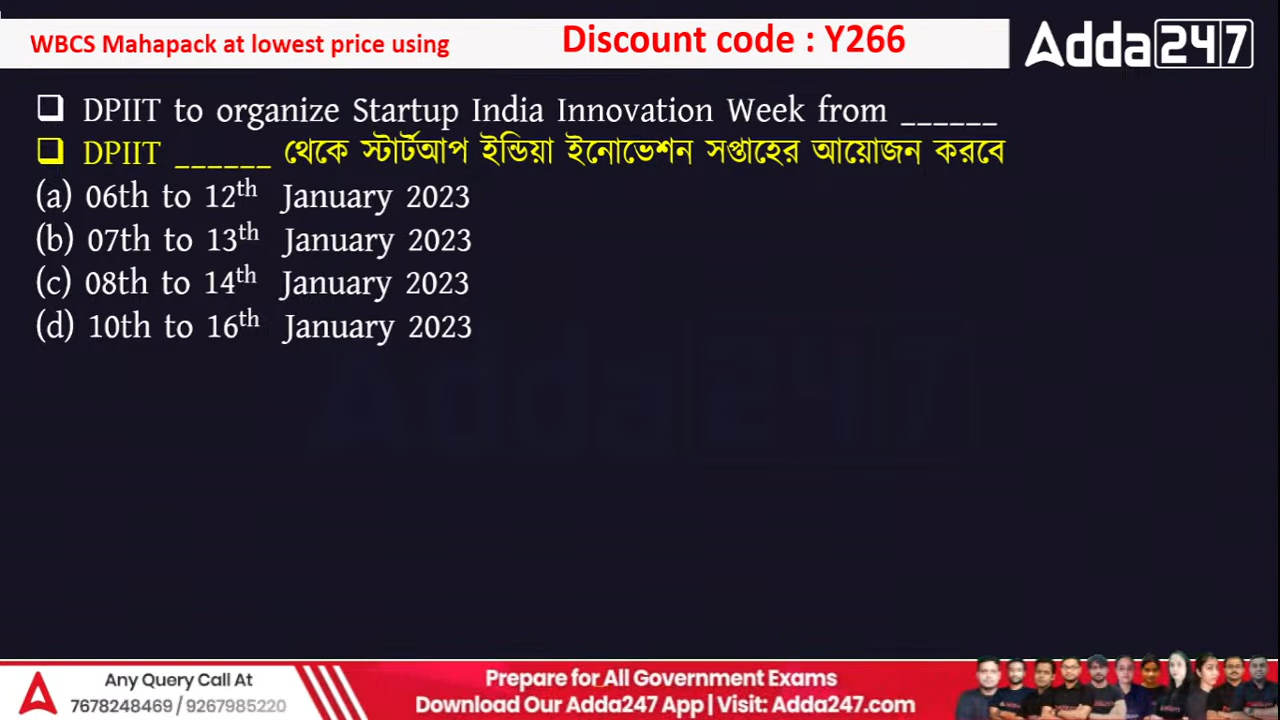 WBCS Mahapack at lowest price using Discount code : Y266
Adda247
❑ DPIIT to organize Startup India Innovation Week from ______
❑ DPIIT ______ থেকে স্টার্টআপ ইন্ডিয়া ইনোভেশন সপ্তাহের আয়োজন করবে
(a) 06th to 12th January 2023
(b) 07th to 13th January 2023
(c) 08th to 14th January 2023
(d) 10th to 16th January 2023
Adda247
Any Query Call At
7678248469 / 9267985220
Prepare for All Government Exams
Download Our Adda247 App | Visit: Adda247.com